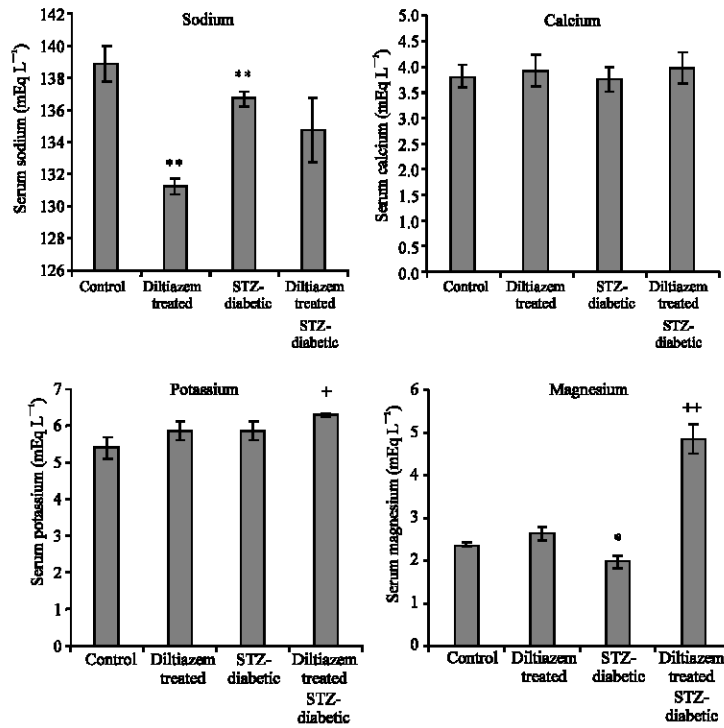 Sodium
Serum sodium (mEq L⁻¹)
142
140
138
136
134
132
130
128
126
**
**
Control
Diltiazem treated
STZ-diabetic
Diltiazem treated
STZ-diabetic
Calcium
Serum calcium (mEq L⁻¹)
5.0
4.5
4.0
3.5
3.0
2.5
2.0
1.5
1.0
0.5
0.0
Control
Diltiazem treated
STZ-diabetic
Diltiazem treated
STZ-diabetic
Potassium
Serum potassium (mEq L⁻¹)
7
6
5
4
3
2
1
0
+
Control
Diltiazem treated
STZ-diabetic
Diltiazem treated
STZ-diabetic
Magnesium
Serum magnesium (mEq L⁻¹)
6
5
4
3
2
1
0
*
++
Control
Diltiazem treated
STZ-diabetic
Diltiazem treated
STZ-diabetic